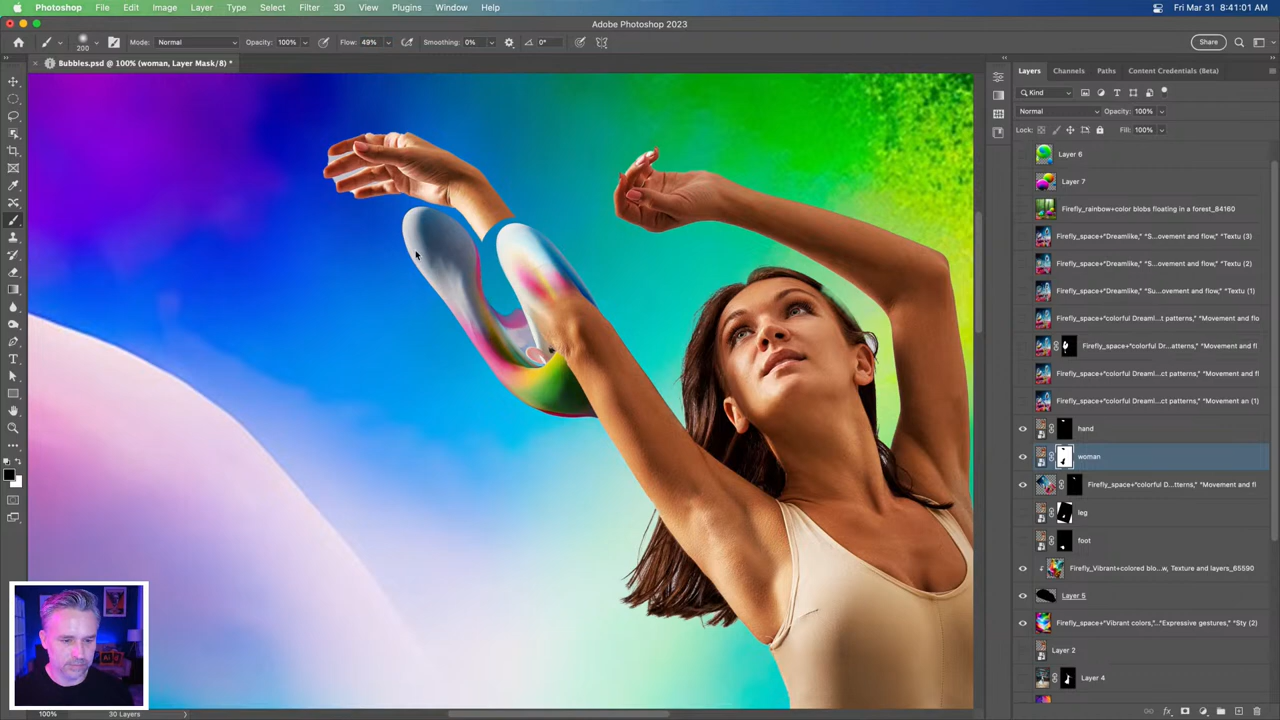 Photoshop File Edit Image Layer Type Select Filter 3D View Plugins Window Help Fri Mar 31 8:41:01 AM
Adobe Photoshop 2023
200 Mode: Normal Opacity: 100% Flow: 49% Smoothing: 0% 0° Share
Bubbles.psd @ 100% (woman, Layer Mask/8) *
Layers Channels Paths Content Credentials (Beta)
Kind
Normal Opacity: 100%
Lock: Fill: 100%
Layer 6
Layer 7
Firefly_rainbow+color blobs floating in a forest_84160
Firefly_space+"Dreamlike," "S...ovement and flow," "Textu (3)
Firefly_space+"Dreamlike," "S...ovement and flow," "Textu (2)
Firefly_space+"Dreamlike," "Su...ovement and flow," "Textu (1)
Firefly_space+"colorful Dreaml...ct patterns," "Movement and flo
Firefly_space+"colorful Dr...atterns," "Movement and fl
Firefly_space+"colorful Dreaml...ct patterns," "Movement and flo
Firefly_space+"colorful Dreaml...ct patterns," "Movement an (1)
hand
woman
Firefly_space+"colorful D...tterns," "Movement and fl
leg
foot
Firefly_Vibrant+colored blo...w, Texture and layers_65590
Layer 5
Firefly_space+"Vibrant colors,"..."Expressive gestures," "Sty (2)
Layer 2
Layer 4
Ai
100% 30 Layers